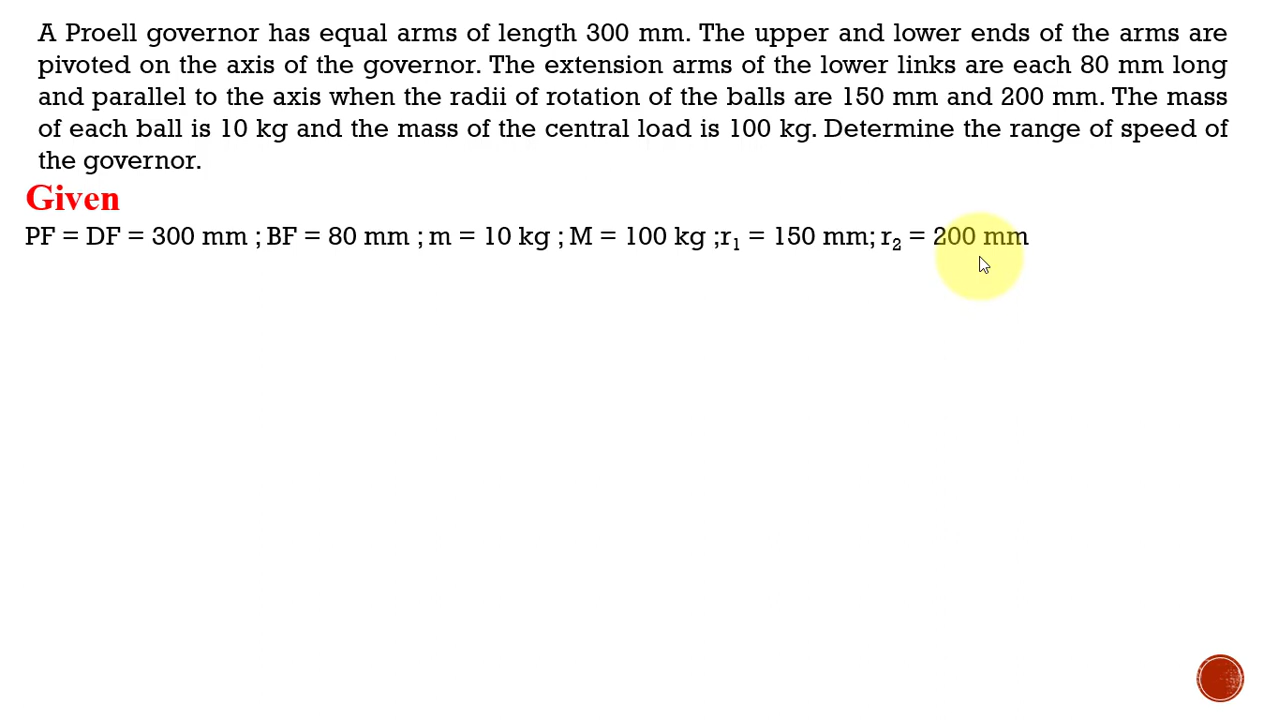 A Proell governor has equal arms of length 300 mm. The upper and lower ends of the arms are
pivoted on the axis of the governor. The extension arms of the lower links are each 80 mm long
and parallel to the axis when the radii of rotation of the balls are 150 mm and 200 mm. The mass
of each ball is 10 kg and the mass of the central load is 100 kg. Determine the range of speed of
the governor.
Given
PF = DF = 300 mm ; BF = 80 mm ; m = 10 kg ; M = 100 kg ;r₁ = 150 mm; r₂ = 200 mm